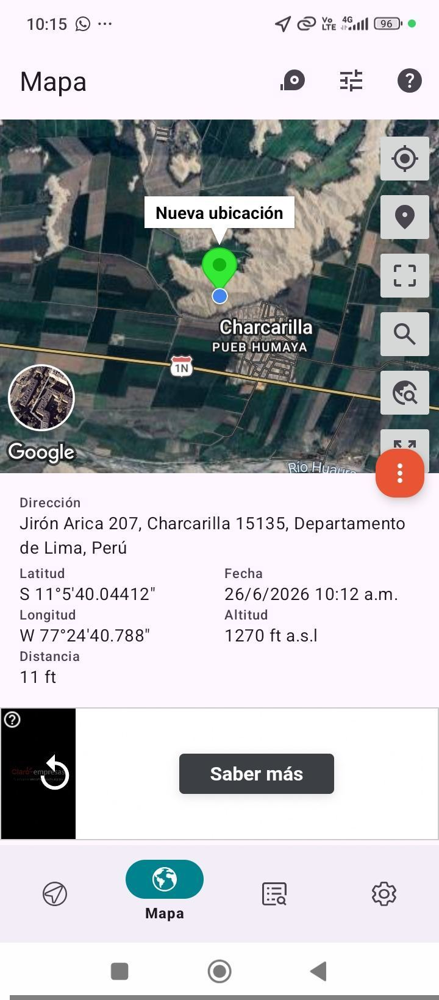 10:15 ...
Vo LTE 4G 96
Mapa
Nueva ubicación
Charcarilla
PUEB HUMAYA
1N
Google
Río Huaura
Dirección
Jirón Arica 207, Charcarilla 15135, Departamento
de Lima, Perú
Latitud Fecha
S 11°5'40.04412" 26/6/2026 10:12 a.m.
Longitud Altitud
W 77°24'40.788" 1270 ft a.s.l
Distancia
11 ft
Claro empresas
Saber más
Mapa